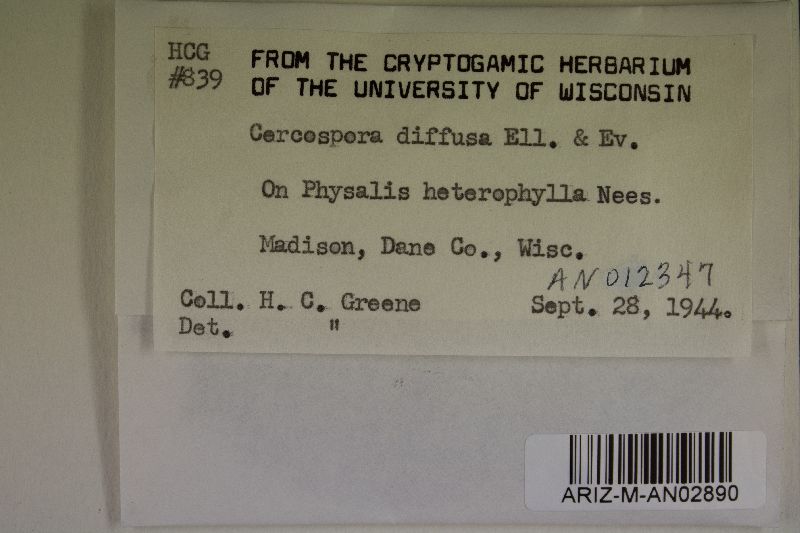 HCG
#839
FROM THE CRYPTOGAMIC HERBARIUM
OF THE UNIVERSITY OF WISCONSIN
Cercospora diffusa Ell. & Ev.
On Physalis heterophylla Nees.
Madison, Dane Co., Wisc.
AN012347
Coll. H. C. Greene Sept. 28, 1944.
Det. "
ARIZ-M-AN02890